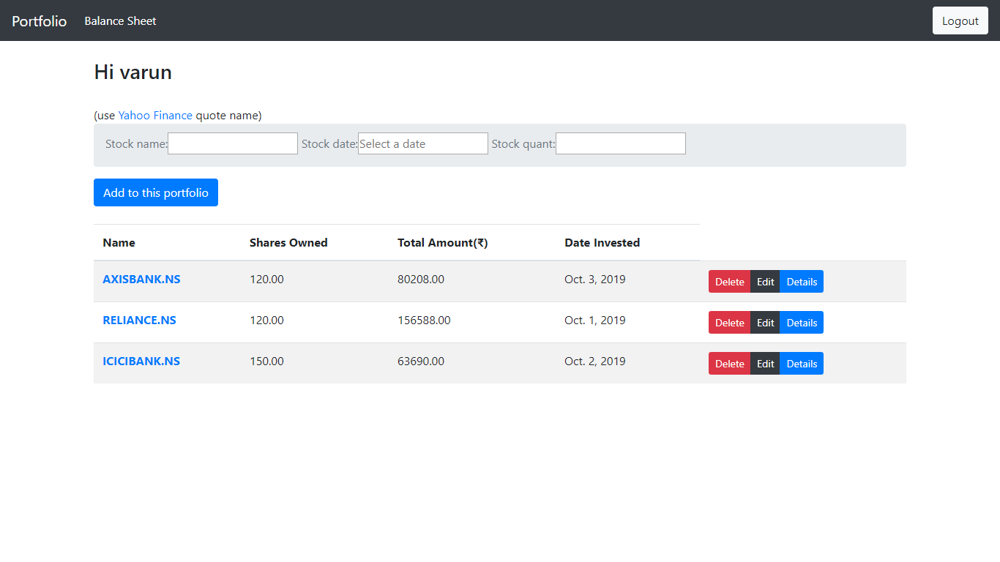 Portfolio Balance Sheet Logout
Hi varun
(use Yahoo Finance quote name)
Stock name: Stock date: Select a date Stock quant:
Add to this portfolio
Name Shares Owned Total Amount(₹) Date Invested
AXISBANK.NS 120.00 80208.00 Oct. 3, 2019 Delete Edit Details
RELIANCE.NS 120.00 156588.00 Oct. 1, 2019 Delete Edit Details
ICICIBANK.NS 150.00 63690.00 Oct. 2, 2019 Delete Edit Details